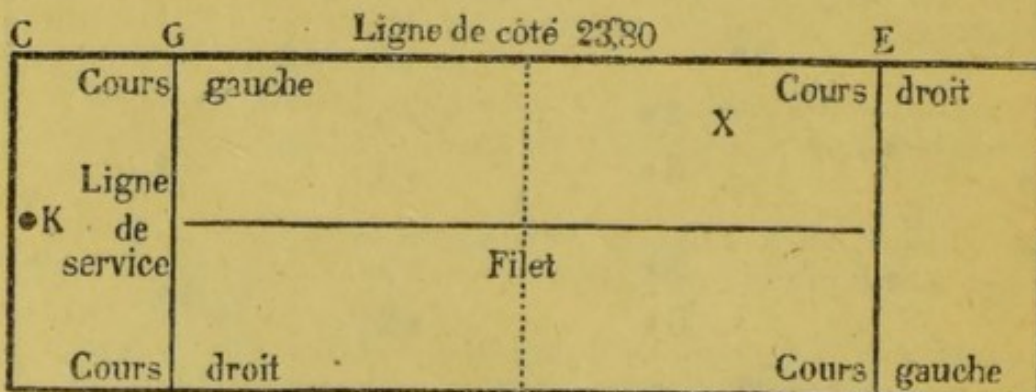 C G Ligne de côté 23,80 E
Cours gauche Cours droit
X
Ligne
K de
service Filet
Cours droit Cours gauche